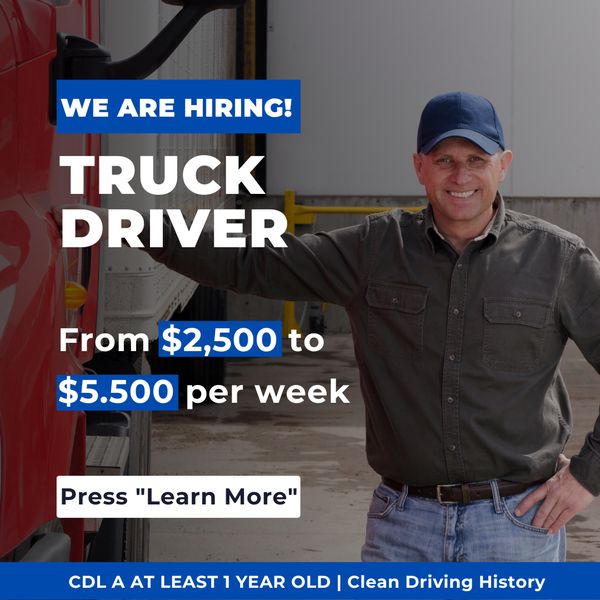 WE ARE HIRING!
TRUCK
DRIVER
From $2,500 to
$5.500 per week
Press "Learn More"
CDL A AT LEAST 1 YEAR OLD | Clean Driving History